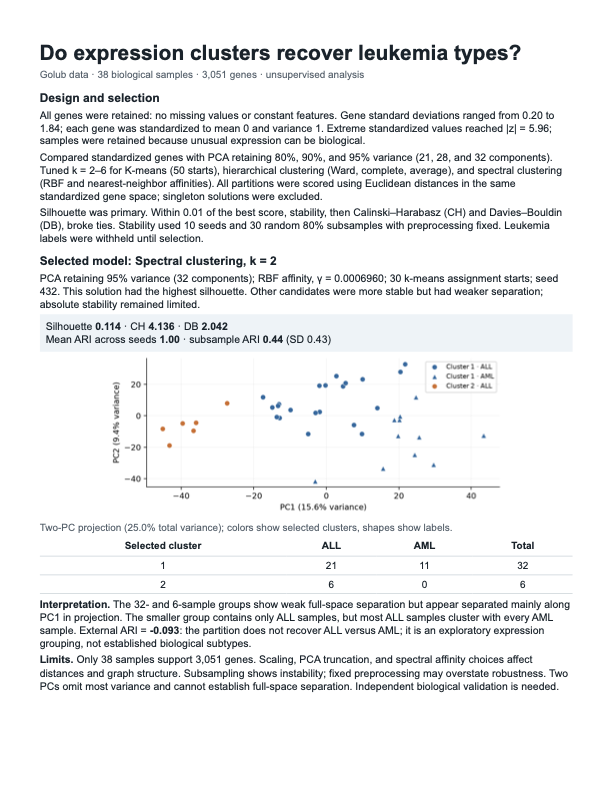 Do expression clusters recover leukemia types?
Golub data · 38 biological samples · 3,051 genes · unsupervised analysis
Design and selection
All genes were retained: no missing values or constant features. Gene standard deviations ranged from 0.20 to
1.84; each gene was standardized to mean 0 and variance 1. Extreme standardized values reached |z| = 5.96;
samples were retained because unusual expression can be biological.
Compared standardized genes with PCA retaining 80%, 90%, and 95% variance (21, 28, and 32 components).
Tuned k = 2–6 for K-means (50 starts), hierarchical clustering (Ward, complete, average), and spectral clustering
(RBF and nearest-neighbor affinities). All partitions were scored using Euclidean distances in the same
standardized gene space; singleton solutions were excluded.
Silhouette was primary. Within 0.01 of the best score, stability, then Calinski–Harabasz (CH) and Davies–Bouldin
(DB), broke ties. Stability used 10 seeds and 30 random 80% subsamples with preprocessing fixed. Leukemia
labels were withheld until selection.
Selected model: Spectral clustering, k = 2
PCA retaining 95% variance (32 components); RBF affinity, γ = 0.0006960; 30 k-means assignment starts; seed
432. This solution had the highest silhouette. Other candidates were more stable but had weaker separation;
absolute stability remained limited.
Silhouette 0.114 · CH 4.136 · DB 2.042
Mean ARI across seeds 1.00 · subsample ARI 0.44 (SD 0.43)
PC2 (9.4% variance)
20
0
−20
−40
Cluster 1 · ALL
Cluster 1 · AML
Cluster 2 · ALL
−40 −20 0 20 40
PC1 (15.6% variance)
Two-PC projection (25.0% total variance); colors show selected clusters, shapes show labels.
Selected cluster ALL AML Total
1 21 11 32
2 6 0 6
Interpretation. The 32- and 6-sample groups show weak full-space separation but appear separated mainly along
PC1 in projection. The smaller group contains only ALL samples, but most ALL samples cluster with every AML
sample. External ARI = -0.093: the partition does not recover ALL versus AML; it is an exploratory expression
grouping, not established biological subtypes.
Limits. Only 38 samples support 3,051 genes. Scaling, PCA truncation, and spectral affinity choices affect
distances and graph structure. Subsampling shows instability; fixed preprocessing may overstate robustness. Two
PCs omit most variance and cannot establish full-space separation. Independent biological validation is needed.